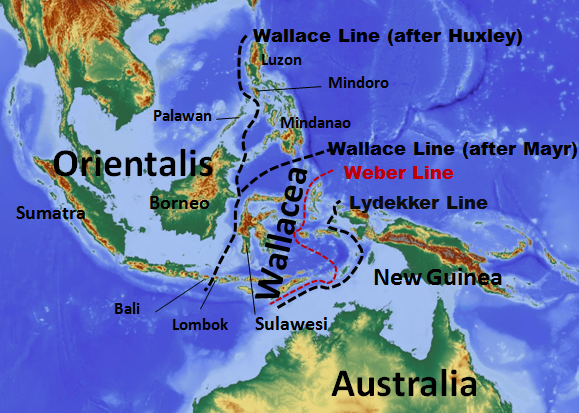 Wallace Line (after Huxley)
Luzon
Mindoro
Palawan
Mindanao
Wallace Line (after Mayr)
Orientalis
Weber Line
Wallacea
Borneo
Lydekker Line
Sumatra
New Guinea
Bali
Lombok
Sulawesi
Australia